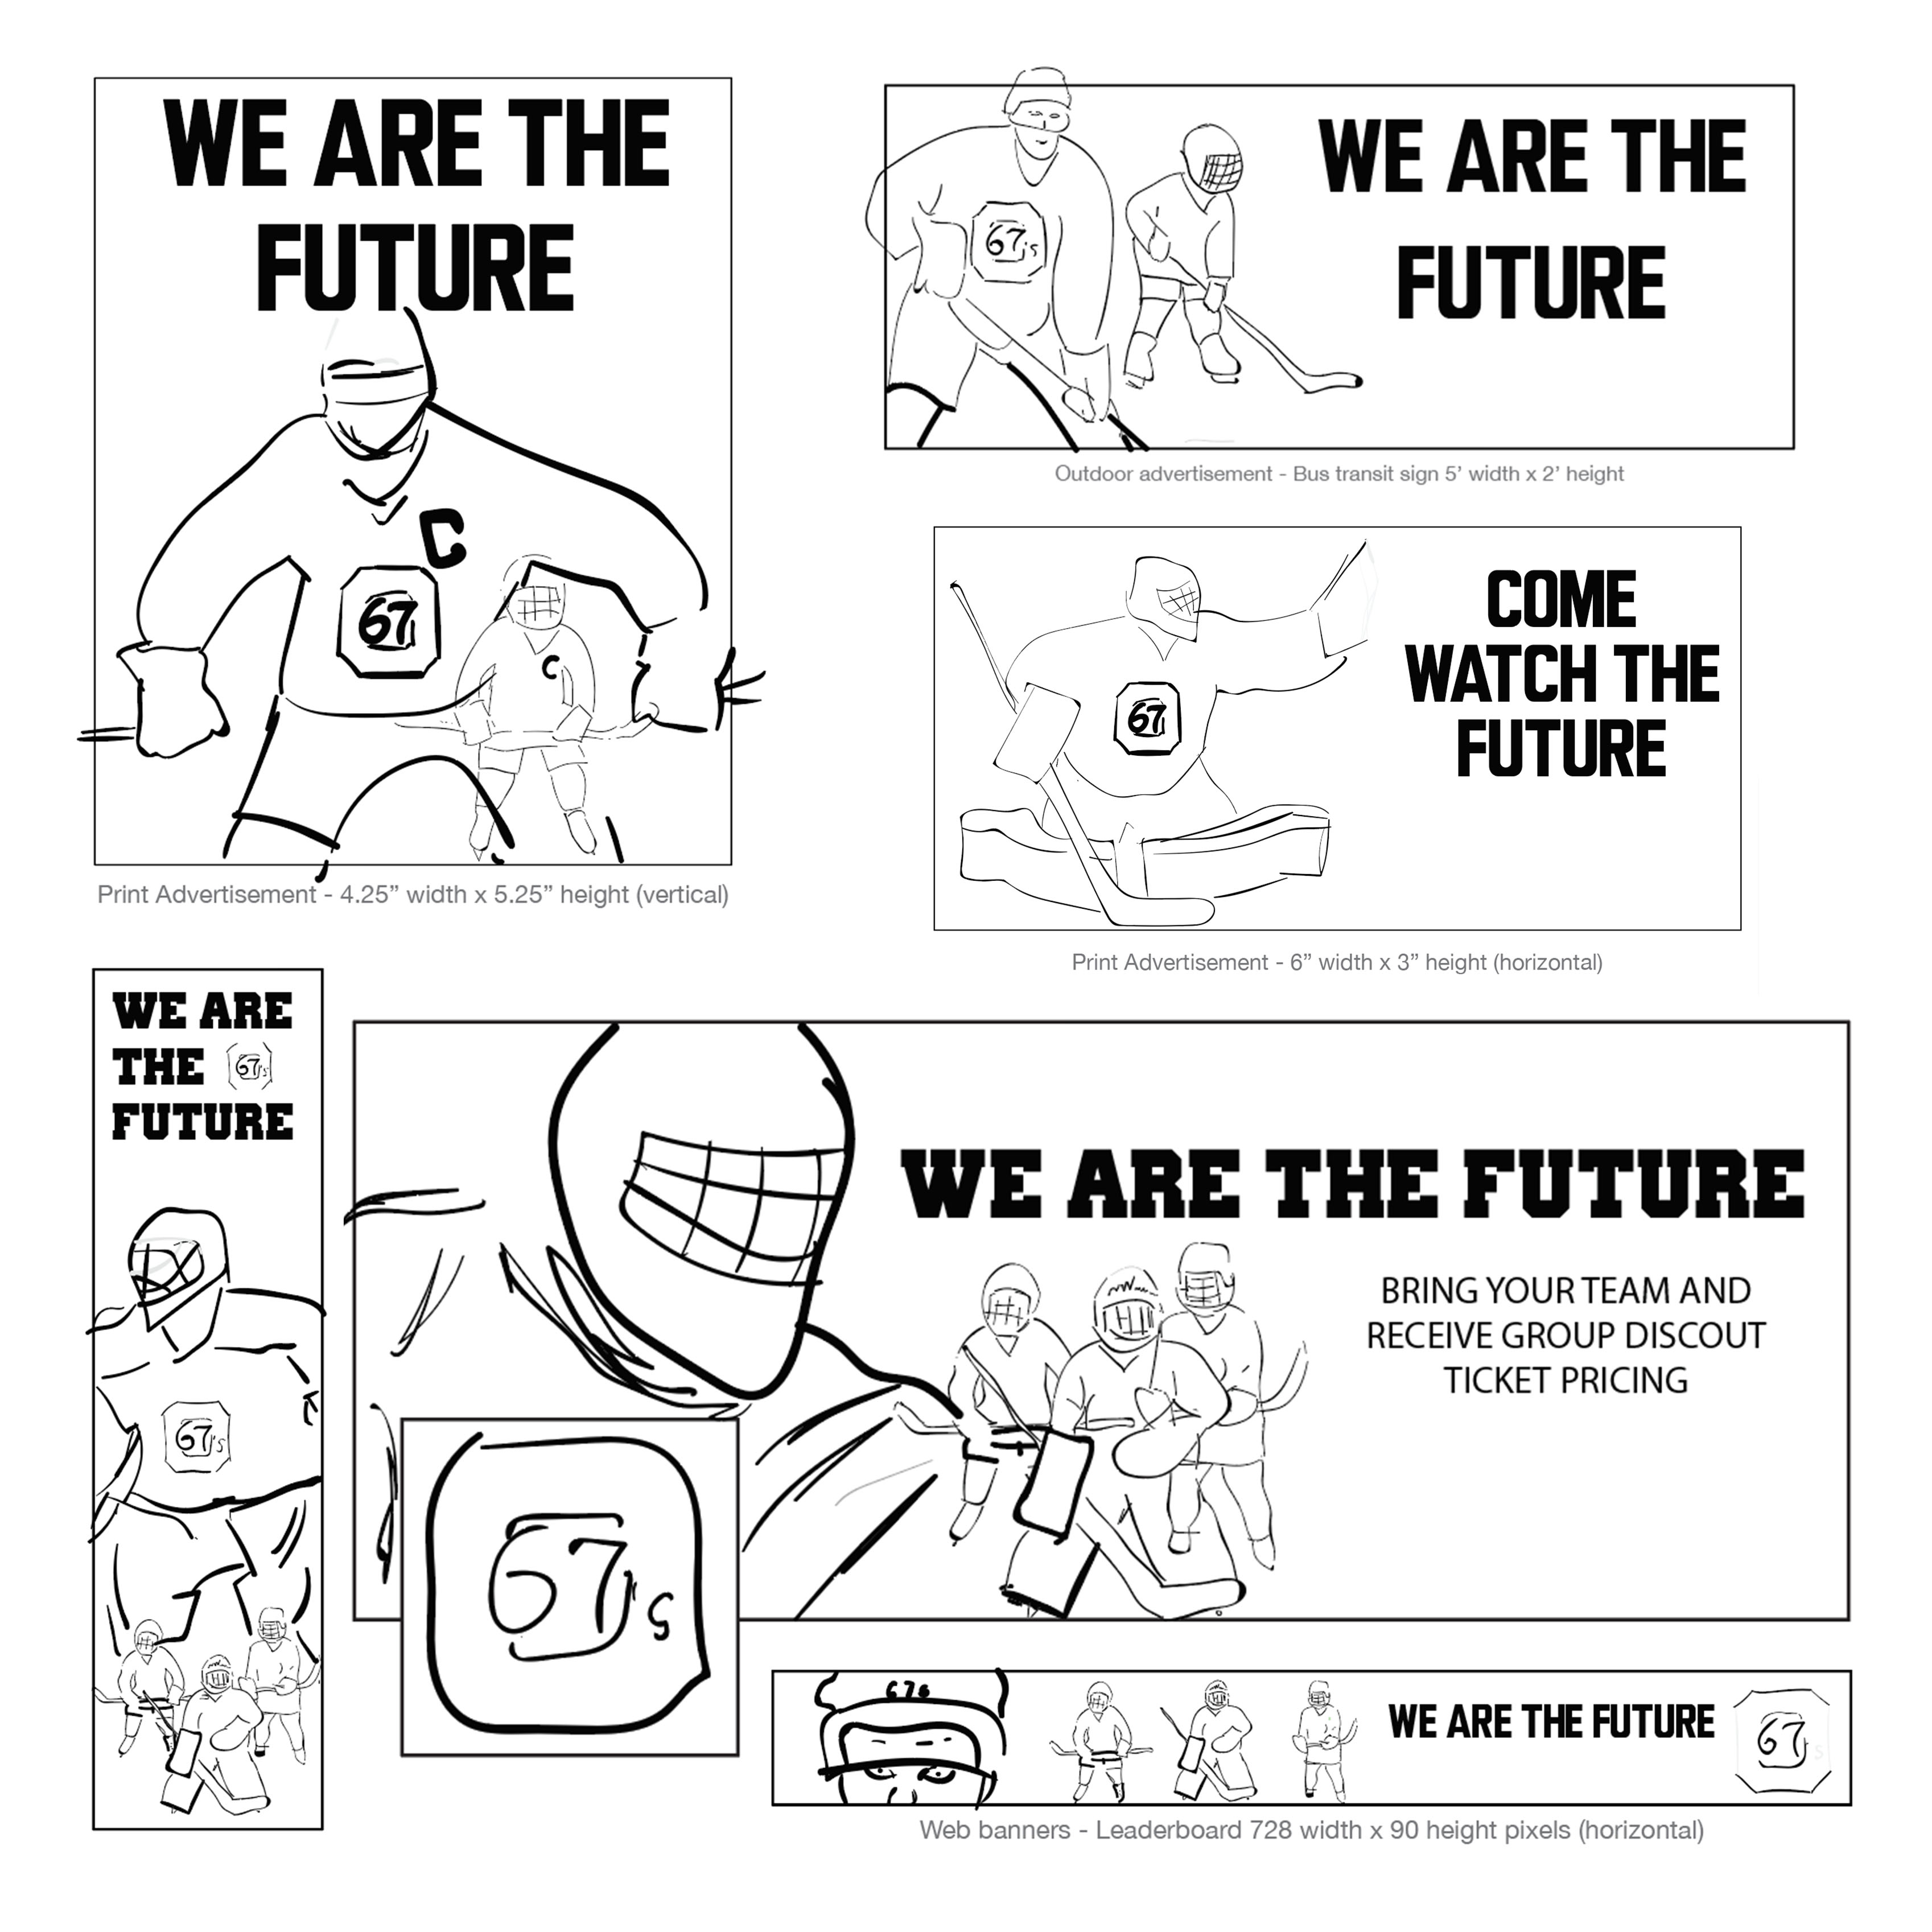 WE ARE THE
FUTURE
C
67
C
Print Advertisement - 4.25” width x 5.25” height (vertical)
67's
WE ARE THE
FUTURE
Outdoor advertisement - Bus transit sign 5’ width x 2’ height
67
COME
WATCH THE
FUTURE
Print Advertisement - 6” width x 3” height (horizontal)
WE ARE
THE 67's
FUTURE
67's
WE ARE THE FUTURE
BRING YOUR TEAM AND
RECEIVE GROUP DISCOUT
TICKET PRICING
67's
67s
WE ARE THE FUTURE
67's
Web banners - Leaderboard 728 width x 90 height pixels (horizontal)